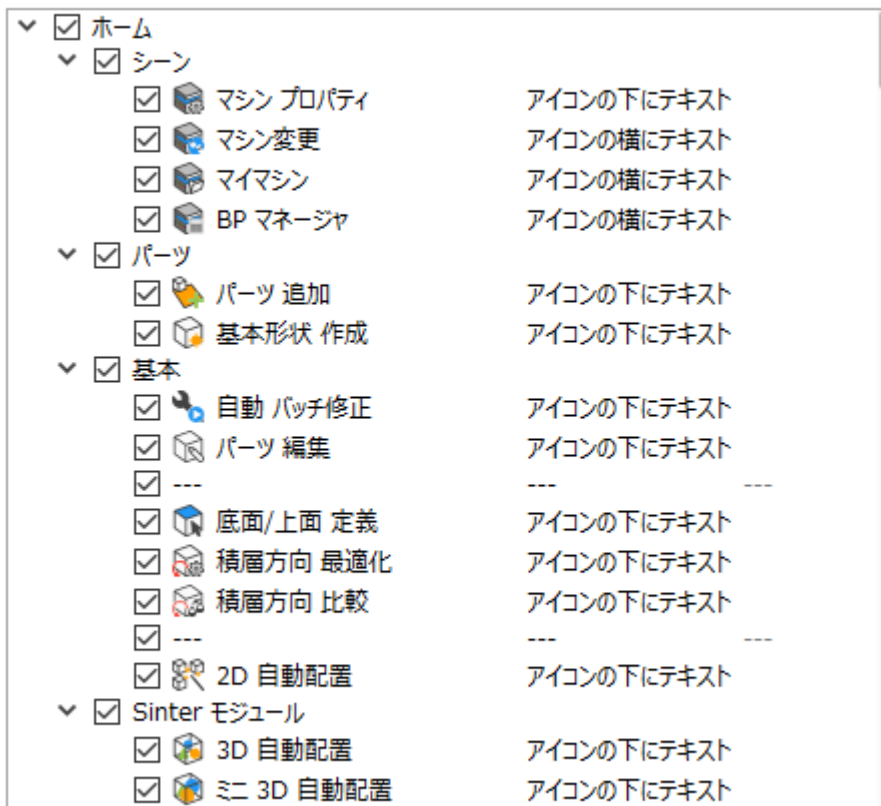 ホーム
シーン
マシン プロパティ アイコンの下にテキスト
マシン変更 アイコンの横にテキスト
マイマシン アイコンの横にテキスト
BP マネージャ アイコンの横にテキスト
パーツ
パーツ 追加 アイコンの下にテキスト
基本形状 作成 アイコンの下にテキスト
基本
自動 バッチ修正 アイコンの下にテキスト
パーツ 編集 アイコンの下にテキスト
--- --- ---
底面/上面 定義 アイコンの下にテキスト
積層方向 最適化 アイコンの下にテキスト
積層方向 比較 アイコンの下にテキスト
--- --- ---
2D 自動配置 アイコンの下にテキスト
Sinter モジュール
3D 自動配置 アイコンの下にテキスト
ミニ 3D 自動配置 アイコンの下にテキスト